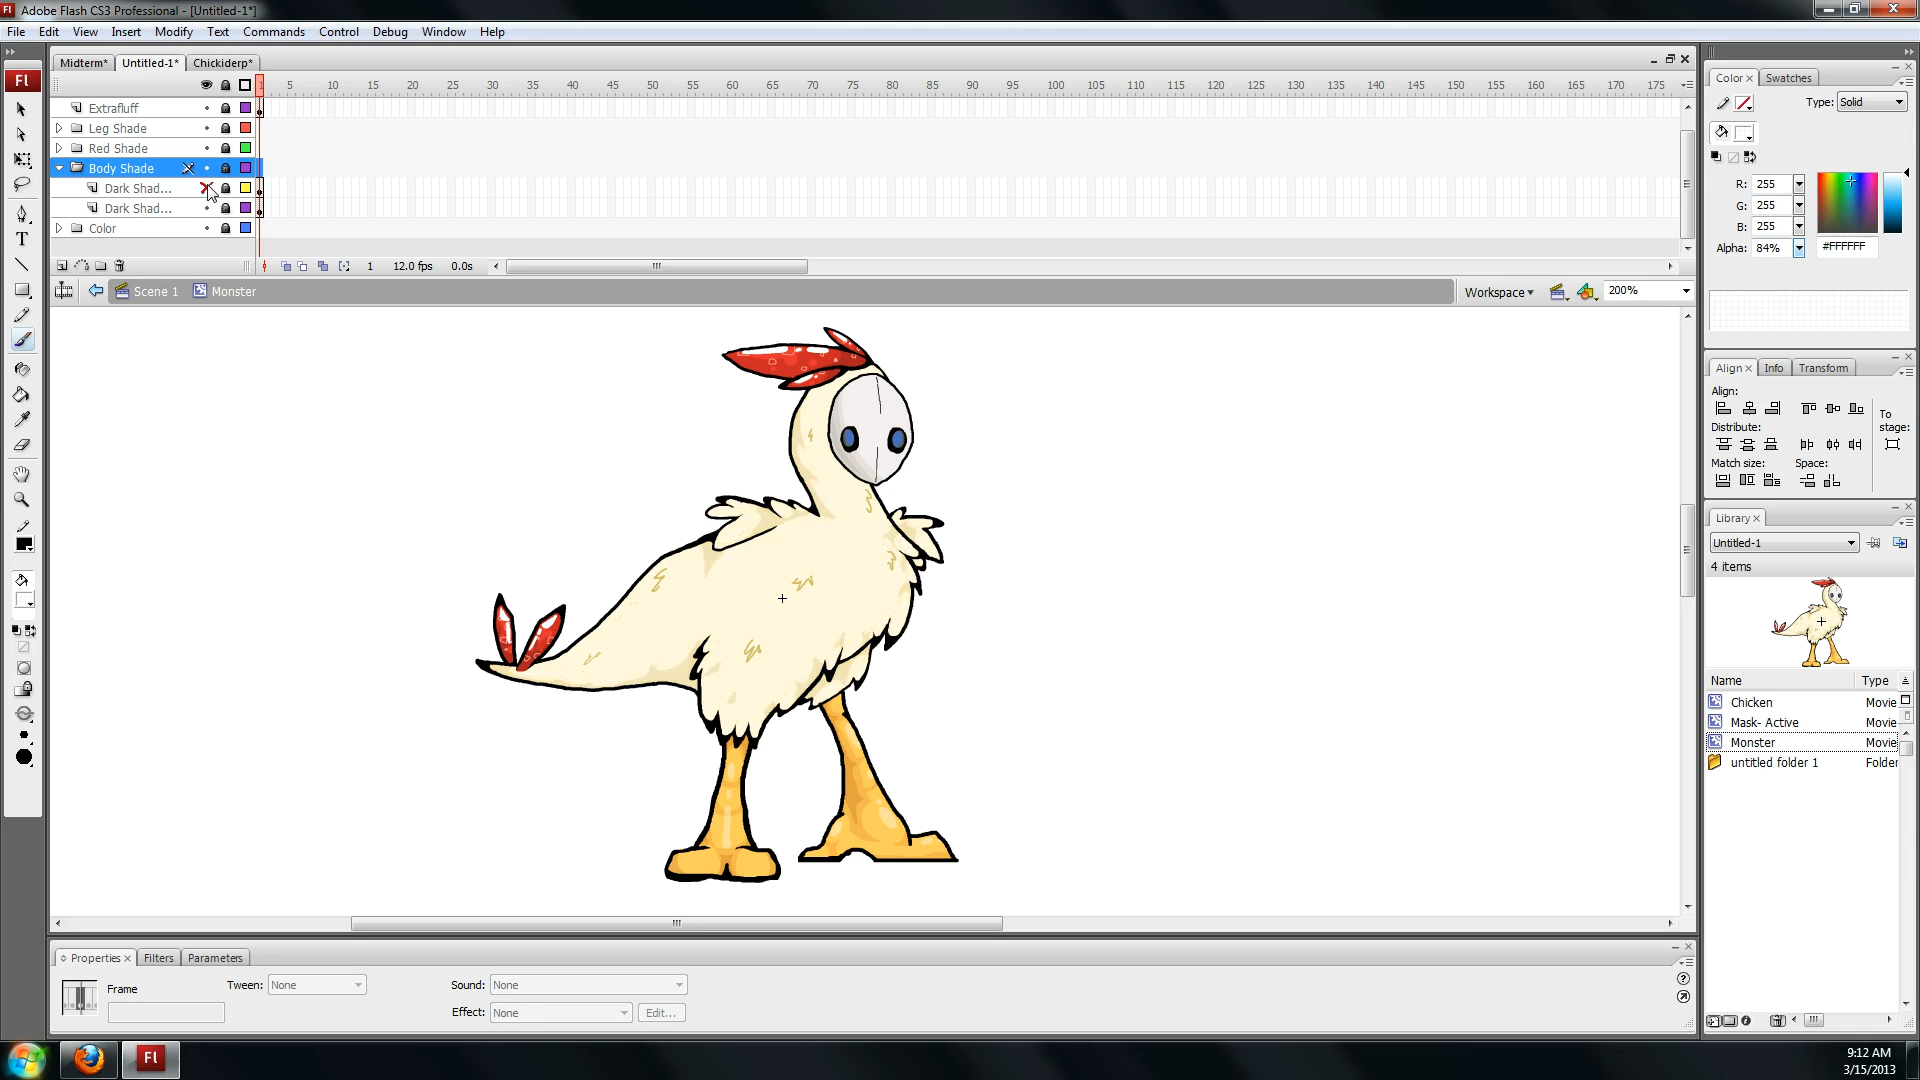 Fl Adobe Flash CS3 Professional - [Untitled-1*]
File Edit View Insert Modify Text Commands Control Debug Window Help
Midterm* Untitled-1* Chickiderp*
1 5 10 15 20 25 30 35 40 45 50 55 60 65 70 75 80 85 90 95 100 105 110 115 120 125 130 135 140 145 150 155 160 165 170 175
Fl
Extrafluff
Leg Shade
Red Shade
Body Shade
Dark Shad...
Dark Shad...
Color
1 12.0 fps 0.0s
Scene 1 Monster
Workspace 200%
Color Swatches
Type: Solid
R: 255
G: 255
B: 255
Alpha: 84% #FFFFFF
Align Info Transform
Align:
To
stage:
Distribute:
Match size: Space:
Library
Untitled-1
4 items
Name Type
Chicken Movie
Mask- Active Movie
Monster Movie
untitled folder 1 Folder
Properties Filters Parameters
Frame
Tween: None
Sound: None
Effect: None Edit...
Fl
9:12 AM
3/15/2013